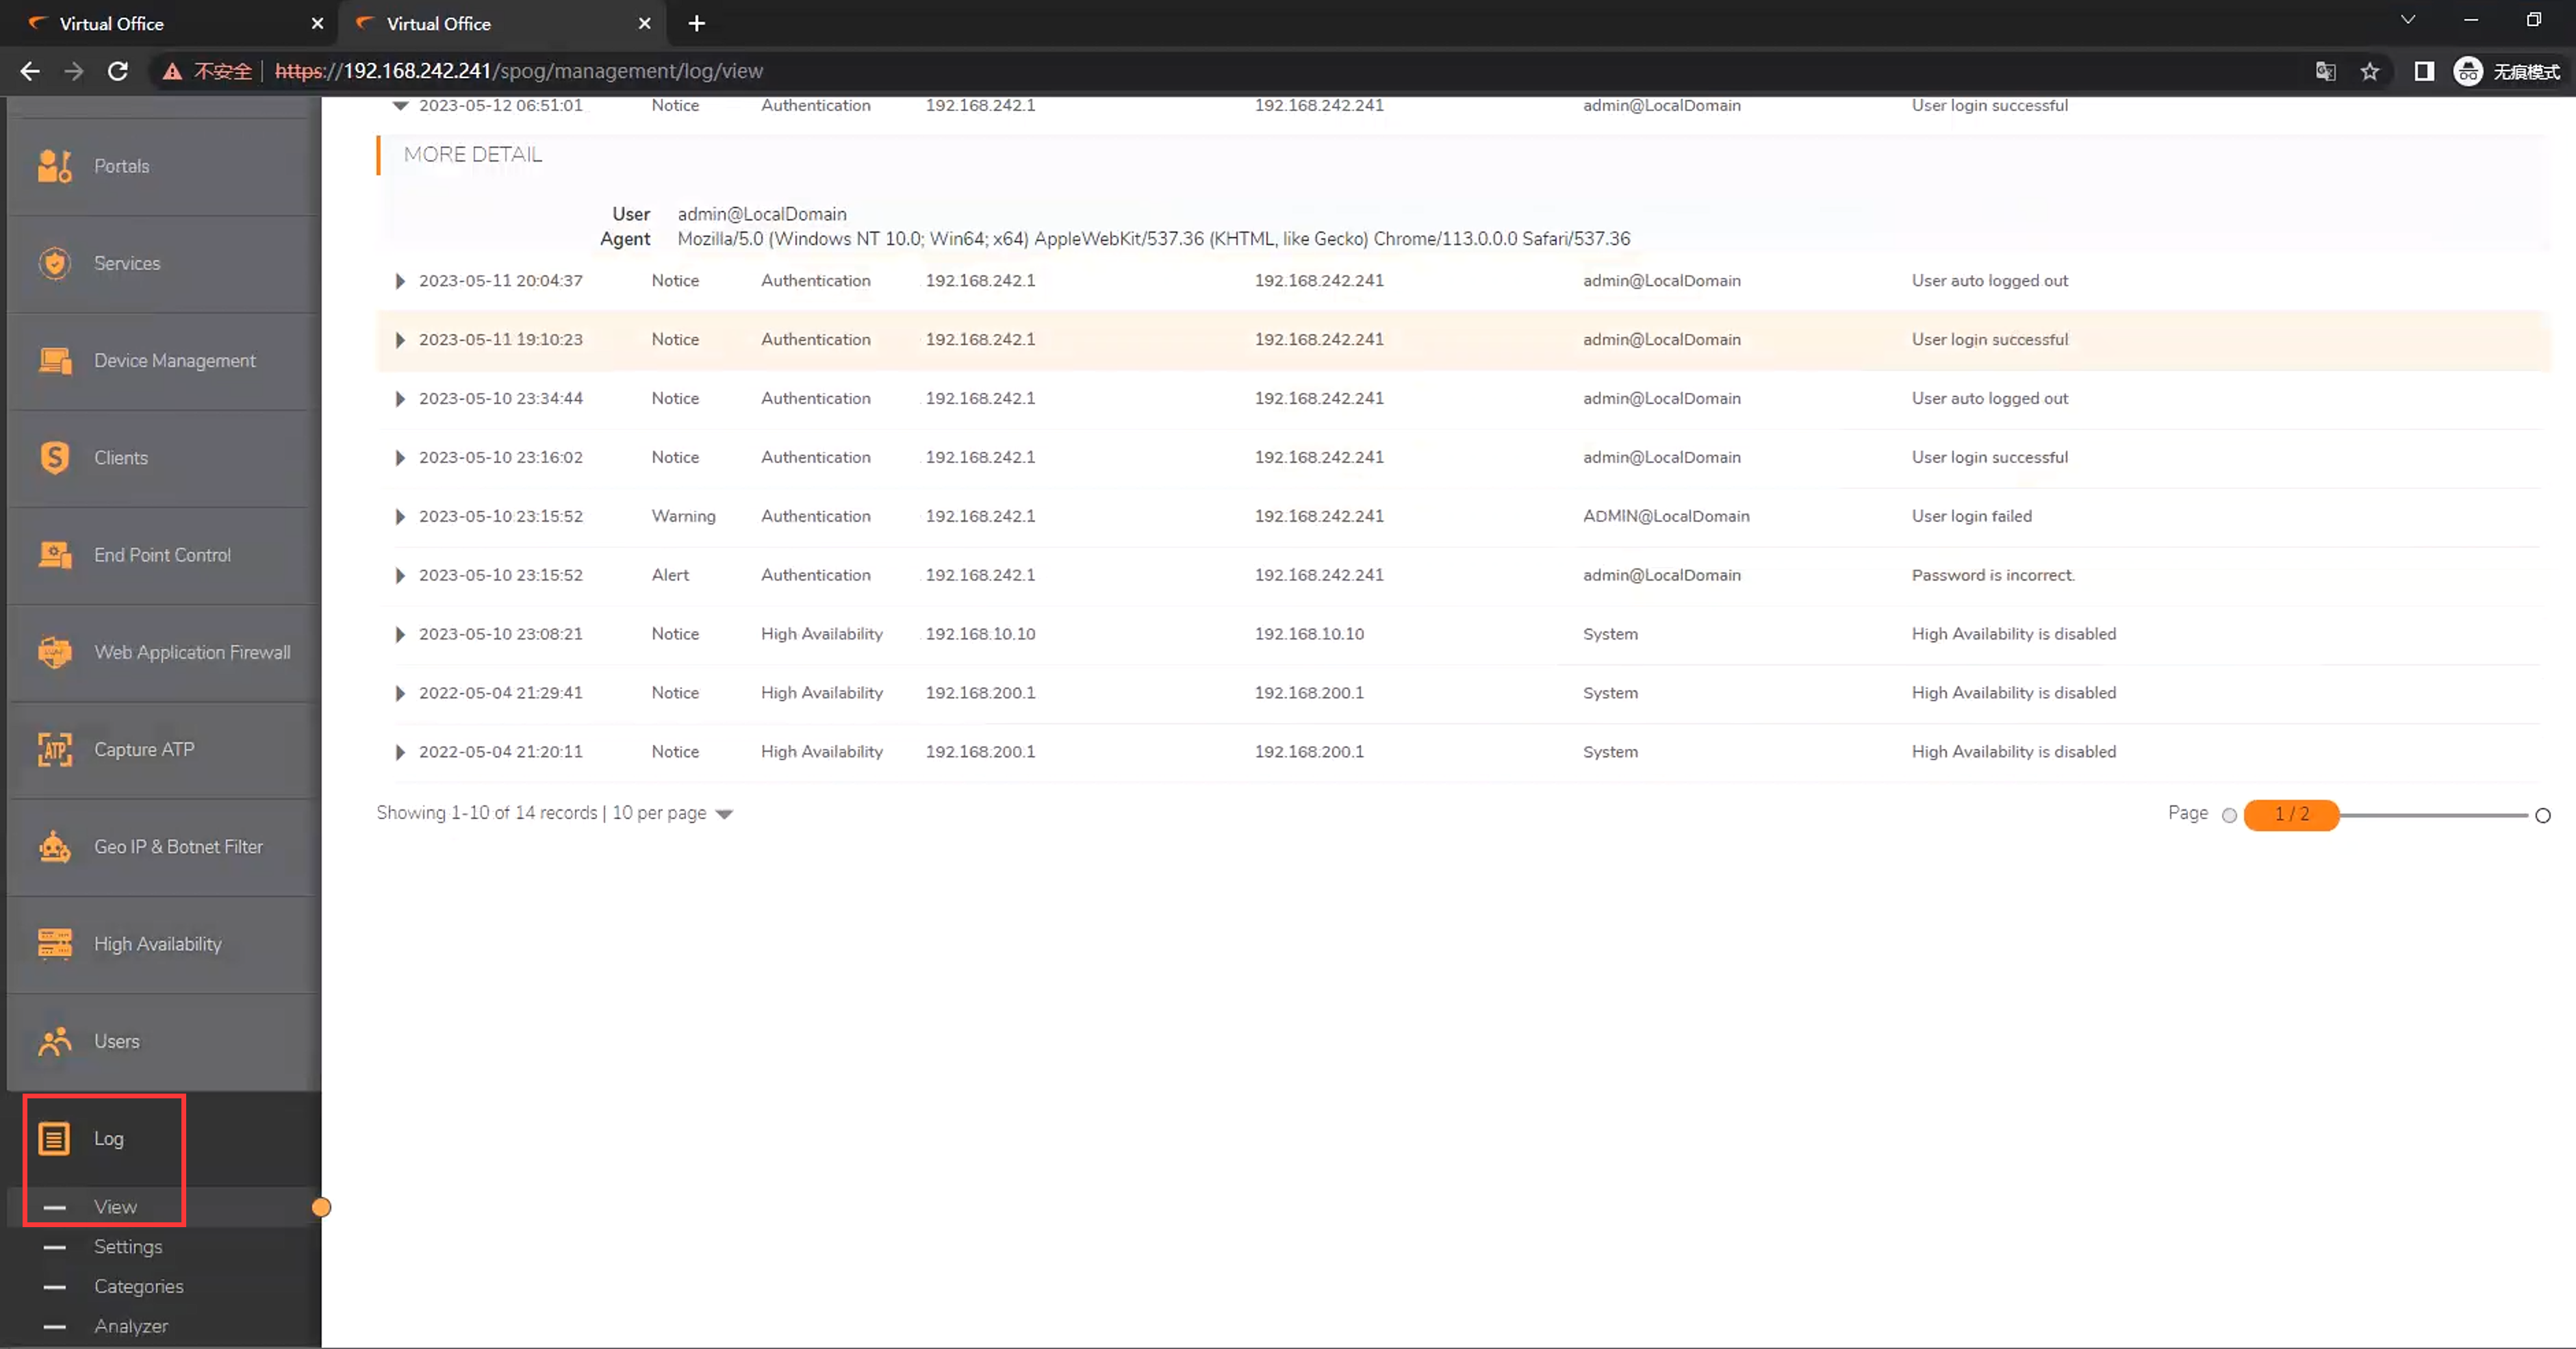 Virtual Office
Virtual Office
不安全 https://192.168.242.241/spog/management/log/view 无痕模式
2023-05-12 06:51:01 Notice Authentication 192.168.242.1 192.168.242.241 admin@LocalDomain User login successful
MORE DETAIL
User admin@LocalDomain
Agent Mozilla/5.0 (Windows NT 10.0; Win64; x64) AppleWebKit/537.36 (KHTML, like Gecko) Chrome/113.0.0.0 Safari/537.36
2023-05-11 20:04:37 Notice Authentication 192.168.242.1 192.168.242.241 admin@LocalDomain User auto logged out
2023-05-11 19:10:23 Notice Authentication 192.168.242.1 192.168.242.241 admin@LocalDomain User login successful
2023-05-10 23:34:44 Notice Authentication 192.168.242.1 192.168.242.241 admin@LocalDomain User auto logged out
2023-05-10 23:16:02 Notice Authentication 192.168.242.1 192.168.242.241 admin@LocalDomain User login successful
2023-05-10 23:15:52 Warning Authentication 192.168.242.1 192.168.242.241 ADMIN@LocalDomain User login failed
2023-05-10 23:15:52 Alert Authentication 192.168.242.1 192.168.242.241 admin@LocalDomain Password is incorrect.
2023-05-10 23:08:21 Notice High Availability 192.168.10.10 192.168.10.10 System High Availability is disabled
2022-05-04 21:29:41 Notice High Availability 192.168.200.1 192.168.200.1 System High Availability is disabled
2022-05-04 21:20:11 Notice High Availability 192.168.200.1 192.168.200.1 System High Availability is disabled
Showing 1-10 of 14 records | 10 per page
Page 1 / 2
Portals
Services
Device Management
S Clients
End Point Control
Web Application Firewall
ATP Capture ATP
Geo IP & Botnet Filter
High Availability
Users
Log
View
Settings
Categories
Analyzer